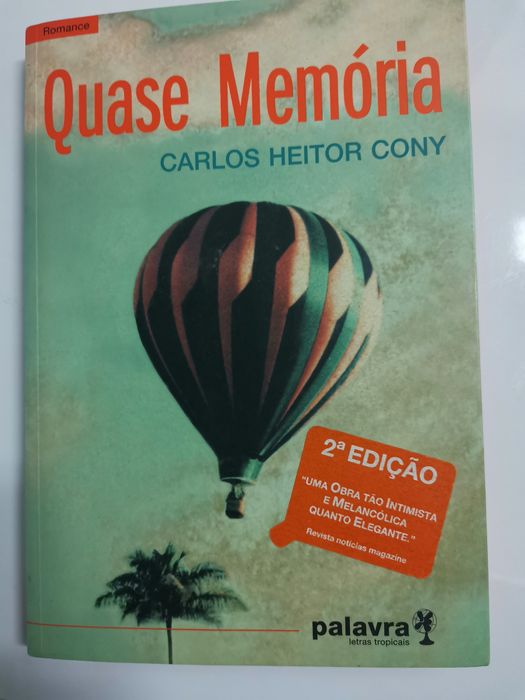 Romance
Quase Memória
CARLOS HEITOR CONY
2ª EDIÇÃO
"UMA OBRA TÃO INTIMISTA
E MELANCÓLICA
QUANTO ELEGANTE."
Revista notícias magazine
palavra
letras tropicais